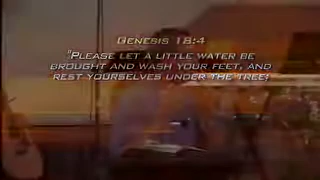 Genesis 18:4
"Please let a little water be
brought and wash your feet, and
rest yourselves under the tree;